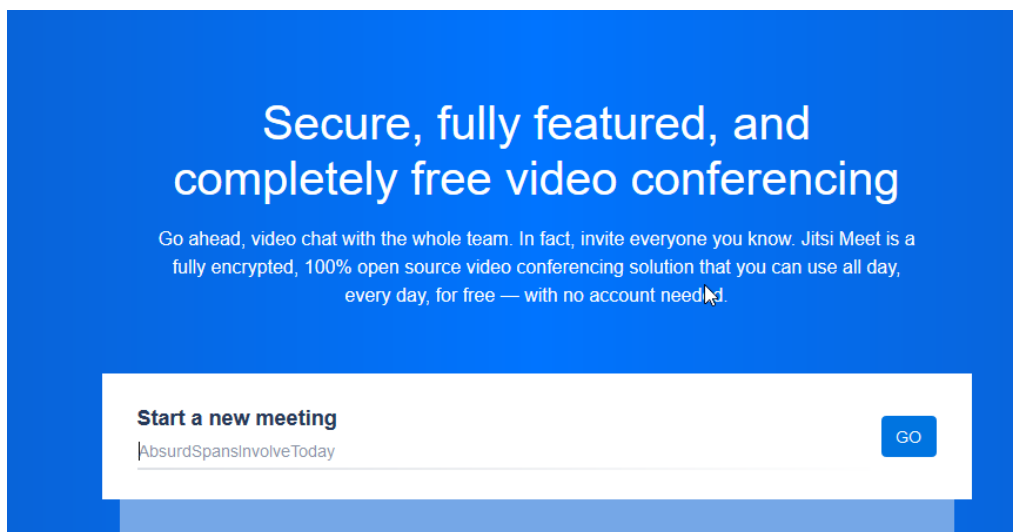 Secure, fully featured, and
completely free video conferencing
Go ahead, video chat with the whole team. In fact, invite everyone you know. Jitsi Meet is a
fully encrypted, 100% open source video conferencing solution that you can use all day,
every day, for free — with no account needed.
Start a new meeting
AbsurdSpansInvolveToday
GO